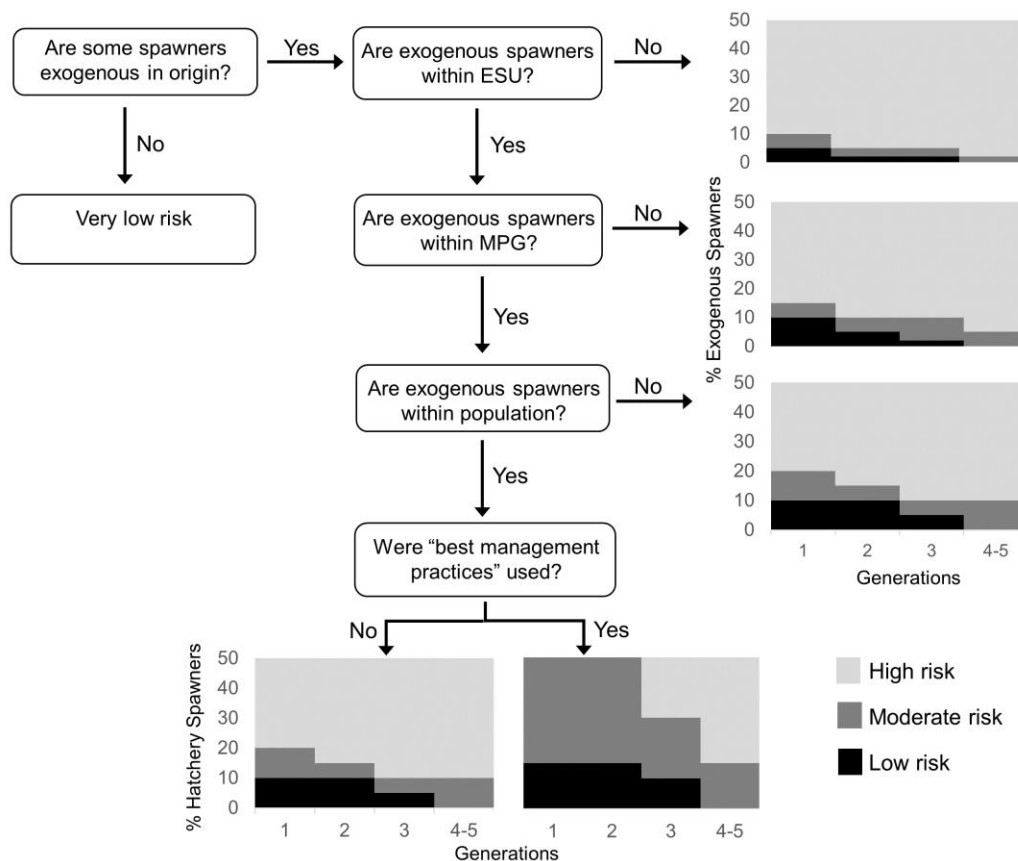 Are some spawners
exogenous in origin?
Yes
Are exogenous spawners
within ESU?
No
50
40
30
20
10
0
No
Yes
Very low risk
Are exogenous spawners
within MPG?
No
50
40
30
20
10
0
% Exogenous Spawners
Yes
Are exogenous spawners
within population?
No
50
40
30
20
10
0
1 2 3 4-5
Generations
Yes
Were “best management
practices” used?
No
Yes
% Hatchery Spawners
50
40
30
20
10
0
1 2 3 4-5
1 2 3 4-5
Generations
High risk
Moderate risk
Low risk